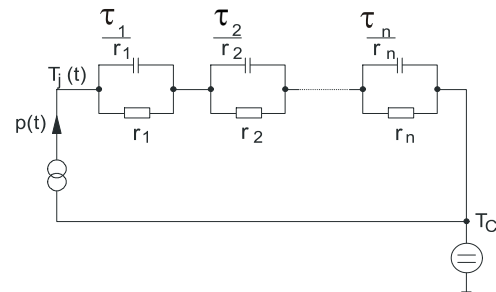 τ1/r1 τ2/r2 τn/rn
Tj (t)
p(t)
r1 r2 rn
TC